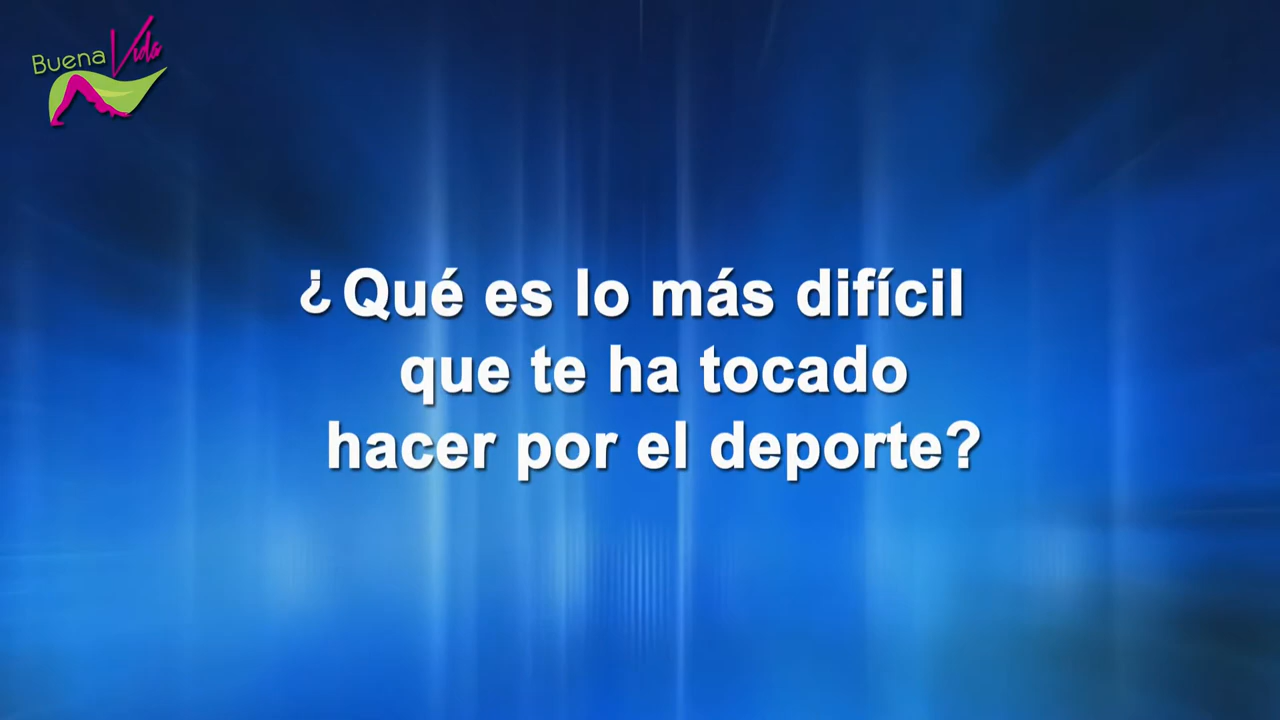 Buena Vida
¿Qué es lo más difícil
que te ha tocado
hacer por el deporte?